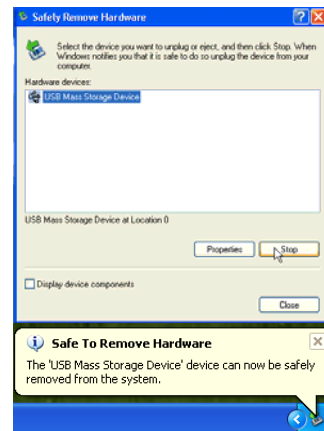 Safely Remove Hardware
Select the device you want to unplug or eject, and then click Stop. When
Windows notifies you that it is safe to do so unplug the device from your
computer.
Hardware devices:
USB Mass Storage Device
USB Mass Storage Device at Location 0
Properties
Stop
Display device components
Close
Safe To Remove Hardware
The 'USB Mass Storage Device' device can now be safely
removed from the system.